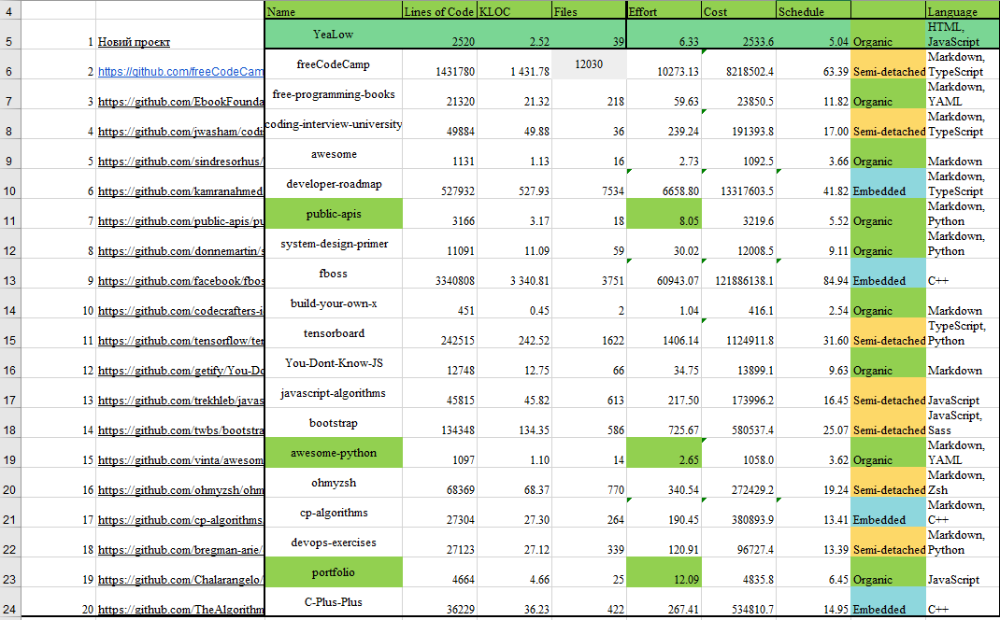 4 Name Lines of Code KLOC Files Effort Cost Schedule Language
5 1 Новий проєкт YeaLow 2520 2.52 39 6.33 2533.6 5.04 Organic HTML, JavaScript
6 2 https://github.com/freeCodeCam freeCodeCamp 1431780 1 431.78 12030 10273.13 8218502.4 63.39 Semi-detached Markdown, TypeScript
7 3 https://github.com/EbookFounda free-programming-books 21320 21.32 218 59.63 23850.5 11.82 Organic Markdown, YAML
8 4 https://github.com/jwasham/codi coding-interview-university 49884 49.88 36 239.24 191393.8 17.00 Semi-detached Markdown, TypeScript
9 5 https://github.com/sindresorhus/ awesome 1131 1.13 16 2.73 1092.5 3.66 Organic Markdown
10 6 https://github.com/kamranahmed developer-roadmap 527932 527.93 7534 6658.80 13317603.5 41.82 Embedded Markdown, TypeScript
11 7 https://github.com/public-apis/pu public-apis 3166 3.17 18 8.05 3219.6 5.52 Organic Markdown, Python
12 8 https://github.com/donnemartin/s system-design-primer 11091 11.09 59 30.02 12008.5 9.11 Organic Markdown, Python
13 9 https://github.com/facebook/fbos fboss 3340808 3 340.81 3751 60943.07 121886138.1 84.94 Embedded C++
14 10 https://github.com/codecrafters-i build-your-own-x 451 0.45 2 1.04 416.1 2.54 Organic Markdown
15 11 https://github.com/tensorflow/ten tensorboard 242515 242.52 1622 1406.14 1124911.8 31.60 Semi-detached TypeScript, Python
16 12 https://github.com/getify/You-Do You-Dont-Know-JS 12748 12.75 66 34.75 13899.1 9.63 Organic Markdown
17 13 https://github.com/trekhleb/javas javascript-algorithms 45815 45.82 613 217.50 173996.2 16.45 Semi-detached JavaScript
18 14 https://github.com/twbs/bootstra bootstrap 134348 134.35 586 725.67 580537.4 25.07 Semi-detached JavaScript, Sass
19 15 https://github.com/vinta/awesom awesome-python 1097 1.10 14 2.65 1058.0 3.62 Organic Markdown, YAML
20 16 https://github.com/ohmyzsh/ohm ohmyzsh 68369 68.37 770 340.54 272429.2 19.24 Semi-detached Markdown, Zsh
21 17 https://github.com/cp-algorithms cp-algorithms 27304 27.30 264 190.45 380893.9 13.41 Embedded Markdown, C++
22 18 https://github.com/bregman-arie/ devops-exercises 27123 27.12 339 120.91 96727.4 13.39 Semi-detached Markdown, Python
23 19 https://github.com/Chalarangelo/ portfolio 4664 4.66 25 12.09 4835.8 6.45 Organic JavaScript
24 20 https://github.com/TheAlgorithm C-Plus-Plus 36229 36.23 422 267.41 534810.7 14.95 Embedded C++